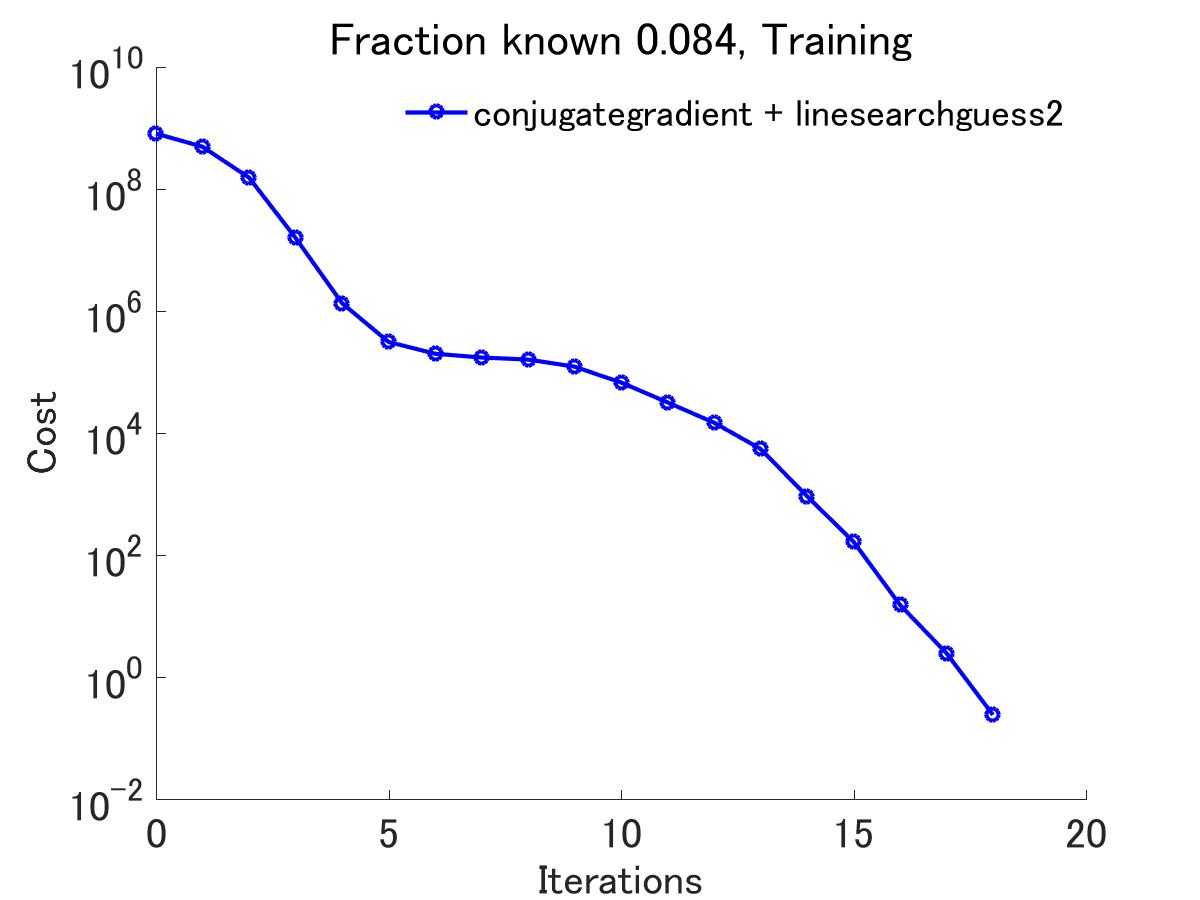 Fraction known 0.084, Training
conjugategradient + linesearchguess2
10^10
10^8
10^6
10^4
10^2
10^0
10^-2
Cost
0 5 10 15 20
Iterations